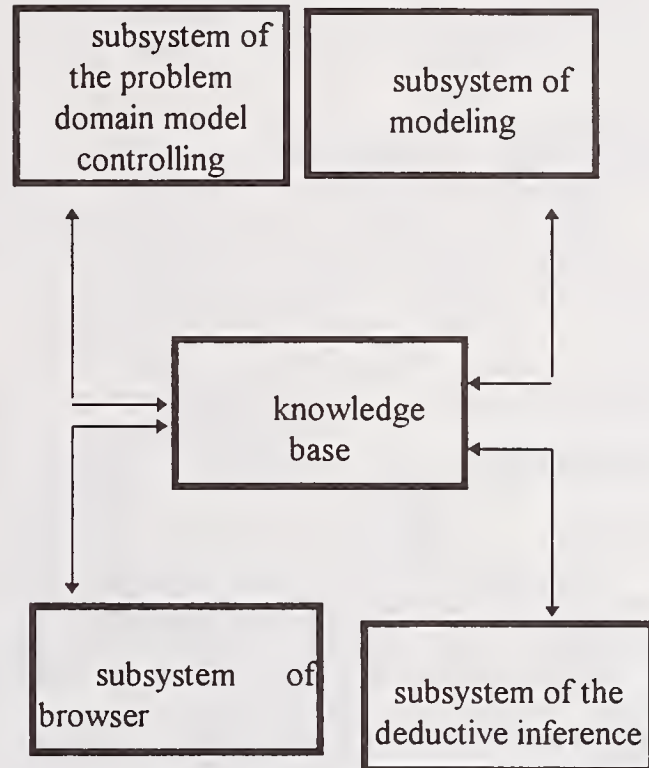 subsystem of
the problem
domain model
controlling
subsystem of
modeling
knowledge
base
subsystem of
browser
subsystem of the
deductive inference